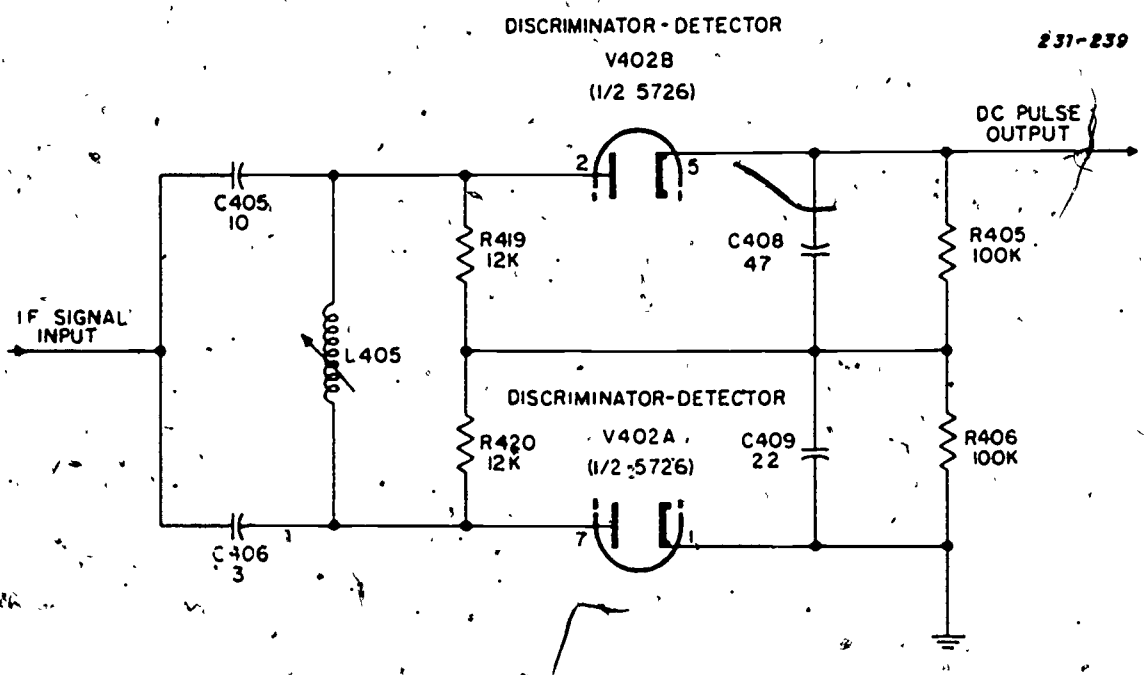 DISCRIMINATOR-DETECTOR
V402B
(1/2 5726)
231-239
DC PULSE
OUTPUT
2
5
C405
10
R419
12K
C408
47
R405
100K
IF SIGNAL
INPUT
L405
DISCRIMINATOR-DETECTOR
V402A
(1/2 5726)
R420
12K
C409
22
R406
100K
7
1
C406
3